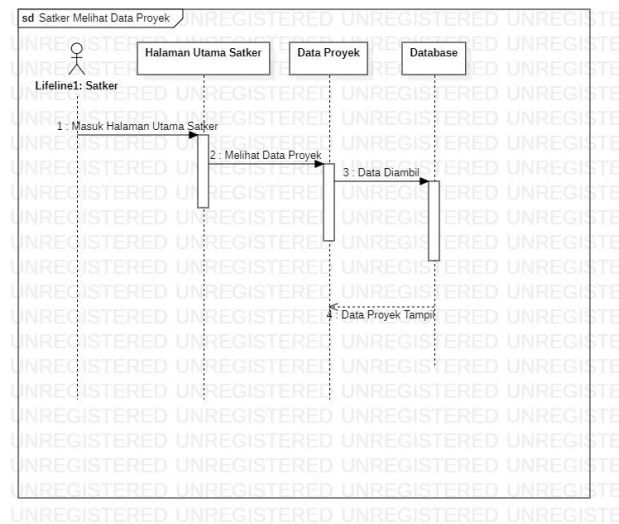 sd Satker Melihat Data Proyek
Halaman Utama Satker
Data Proyek
Database
Lifeline1: Satker
1 : Masuk Halaman Utama Satker
2 : Melihat Data Proyek
3 : Data Diambil
4 : Data Proyek Tampil
UNREGISTERED